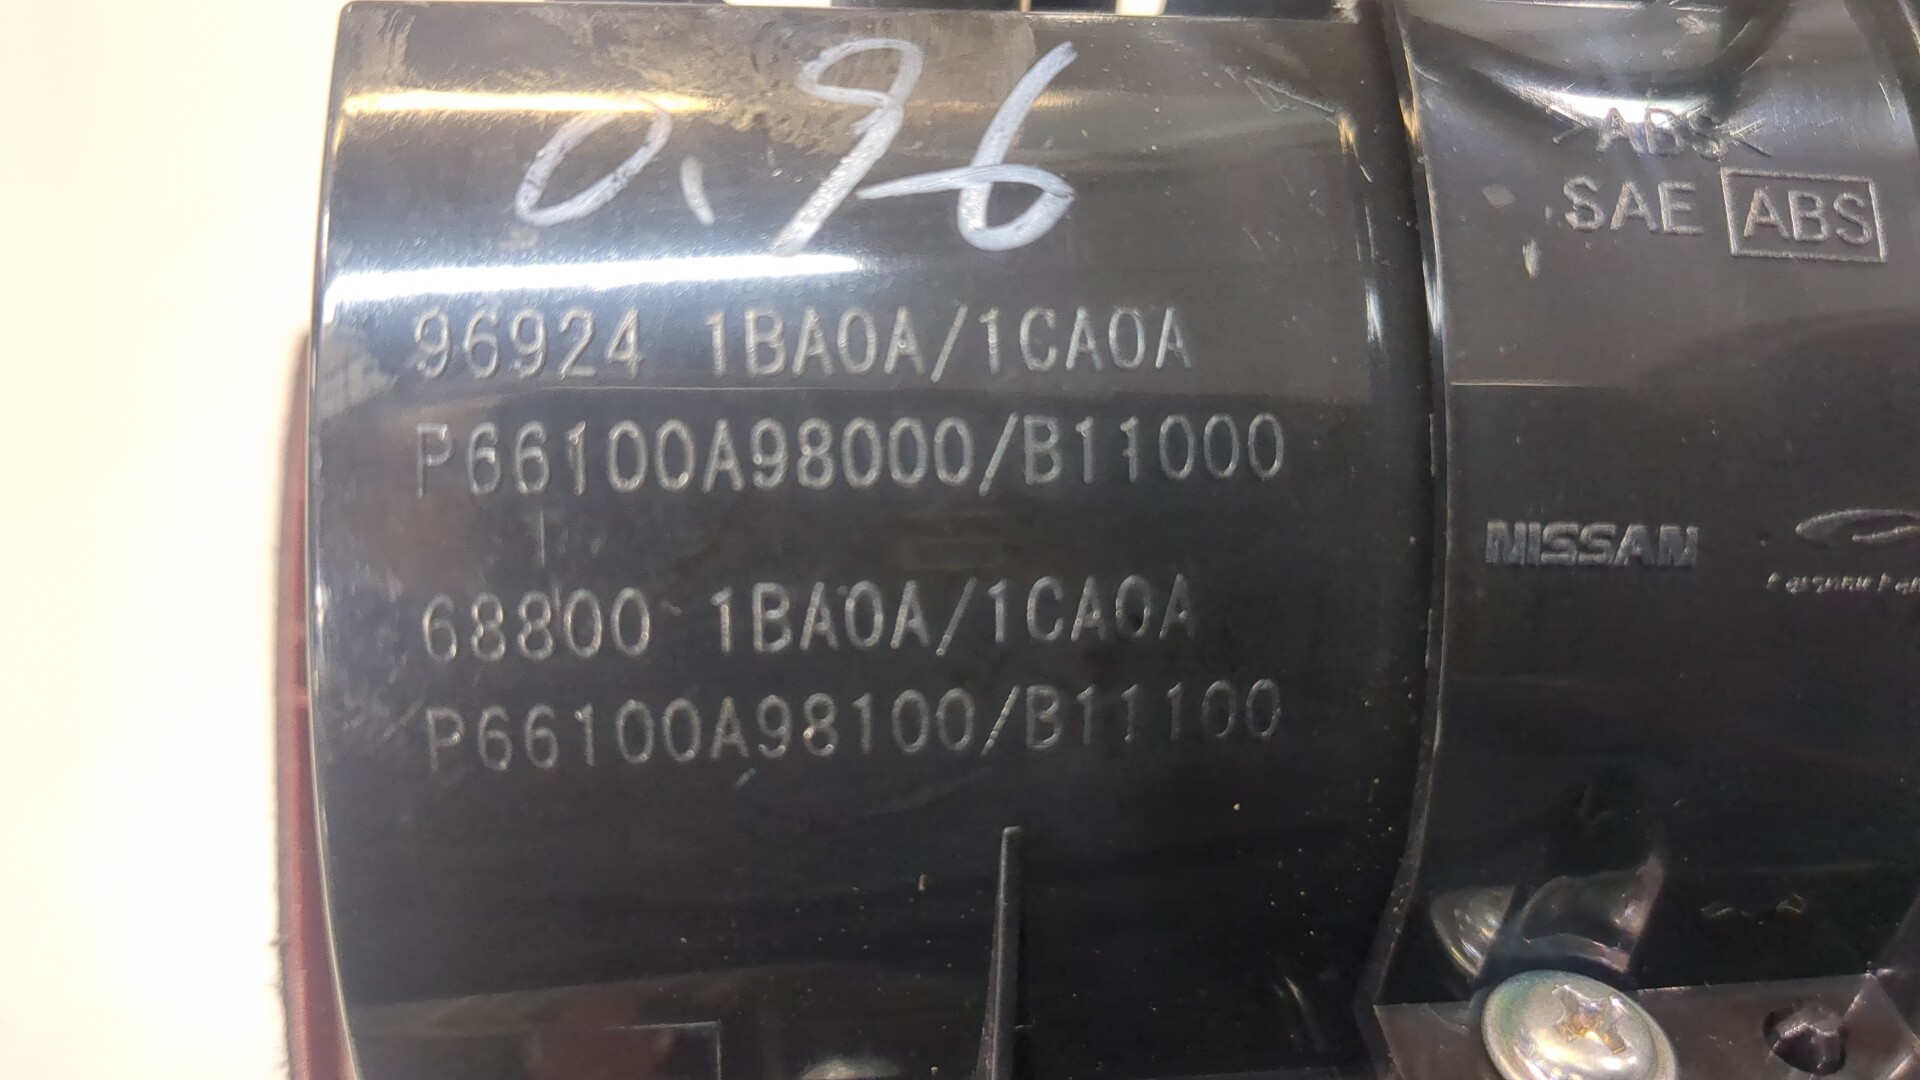 0.96
96924 1BA0A/1CA0A
P66100A98000/B11000
68800 1BA0A/1CA0A
P66100A98100/B11100
>ABS<
SAE ABS
NISSAN